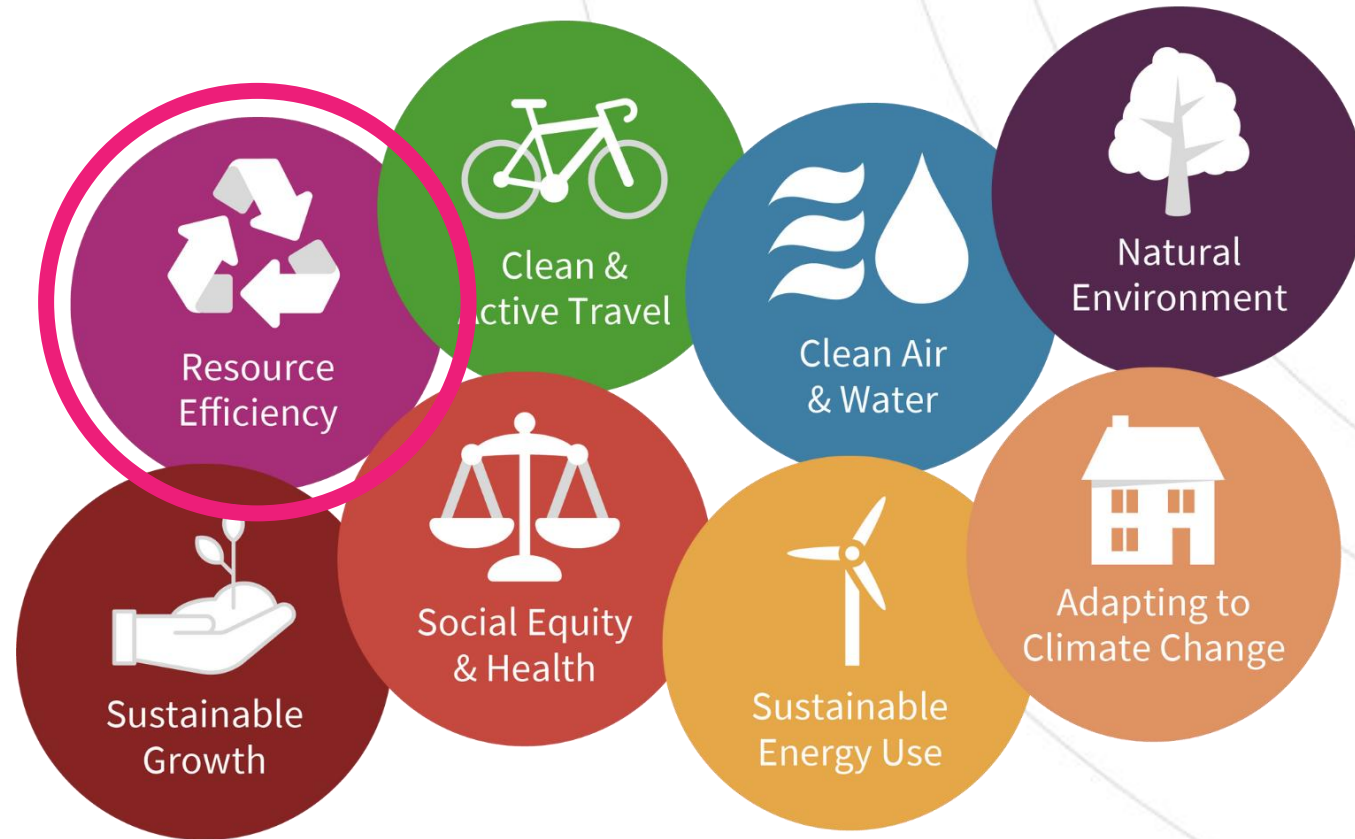 Resource
Efficiency
Clean &
Active Travel
Clean Air
& Water
Natural
Environment
Sustainable
Growth
Social Equity
& Health
Sustainable
Energy Use
Adapting to
Climate Change